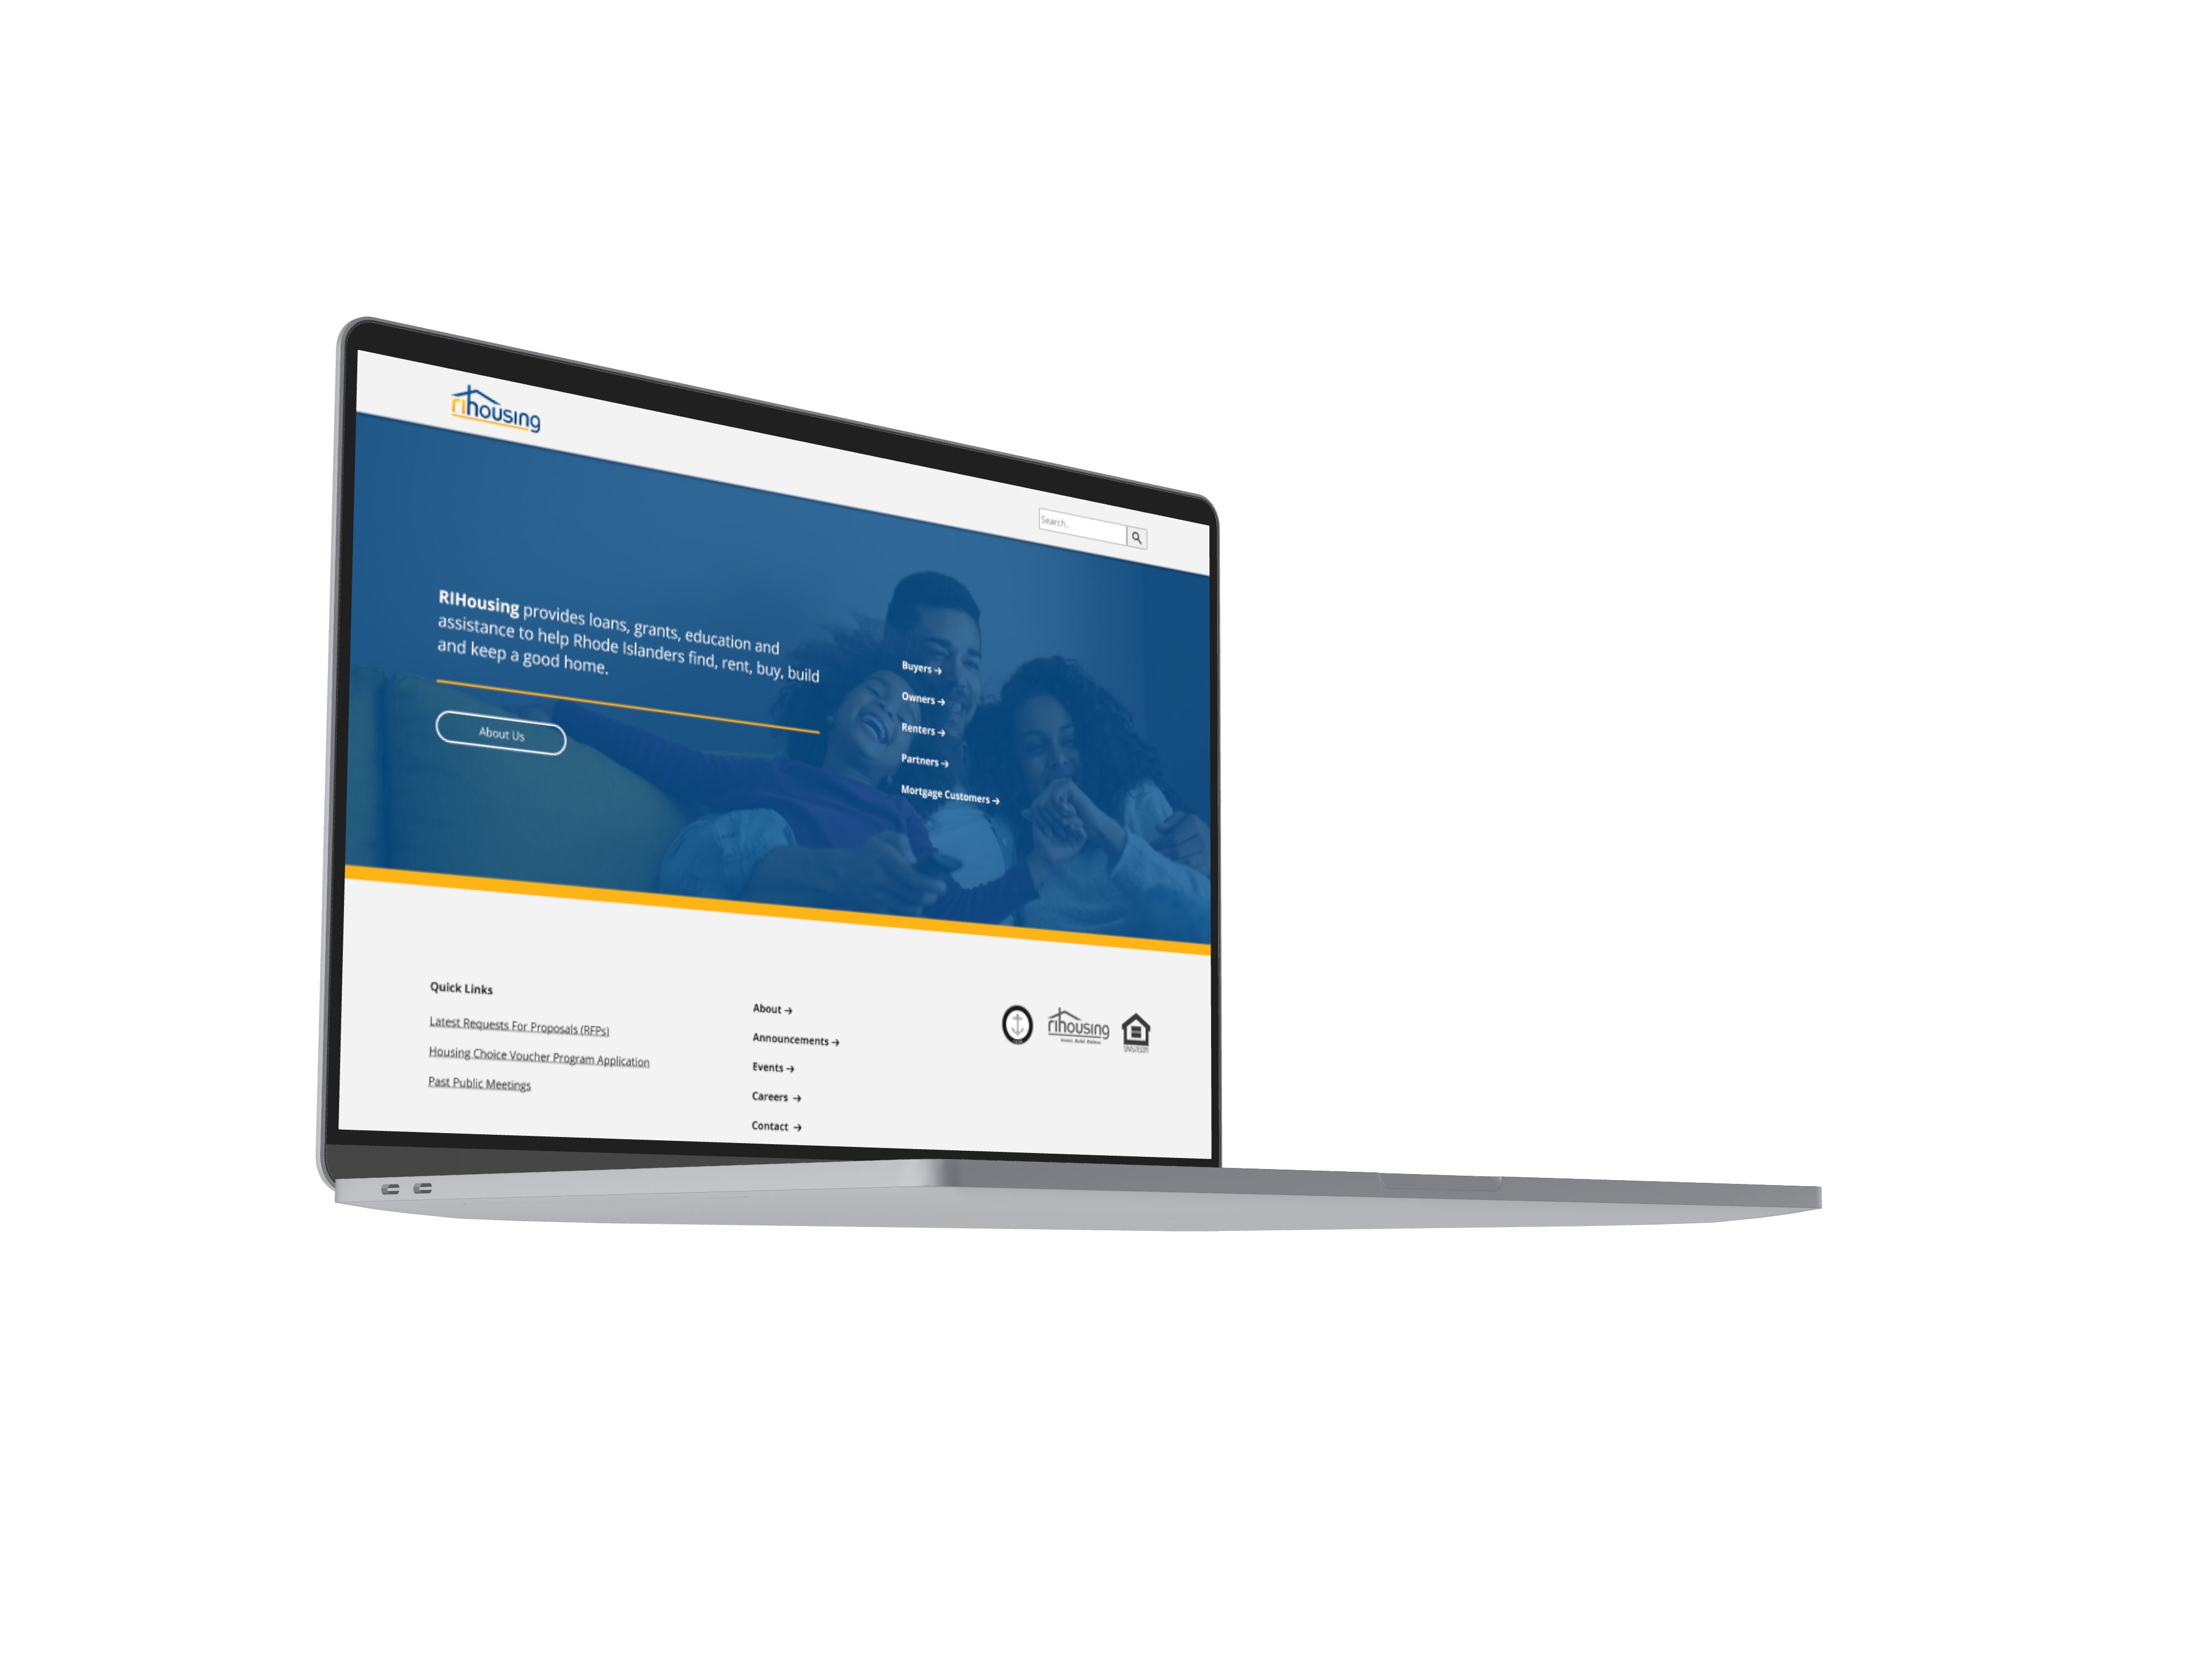 rihousing
Search..
RIHousing provides loans, grants, education and
assistance to help Rhode Islanders find, rent, buy, build
and keep a good home.
About Us
Buyers →
Owners →
Renters →
Partners →
Mortgage Customers →
Quick Links
Latest Requests For Proposals (RFPs)
Housing Choice Voucher Program Application
Past Public Meetings
About →
Announcements →
Events →
Careers →
Contact →
rihousing